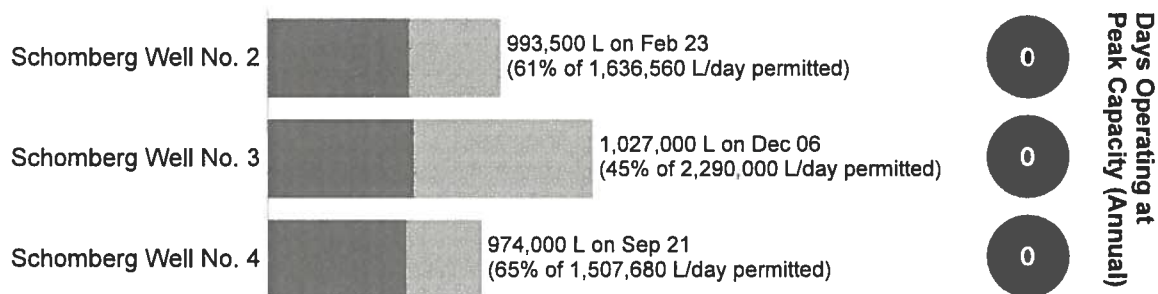 Schomberg Well No. 2
993,500 L on Feb 23
(61% of 1,636,560 L/day permitted)
0
Schomberg Well No. 3
1,027,000 L on Dec 06
(45% of 2,290,000 L/day permitted)
0
Schomberg Well No. 4
974,000 L on Sep 21
(65% of 1,507,680 L/day permitted)
0
Days Operating at
Peak Capacity (Annual)